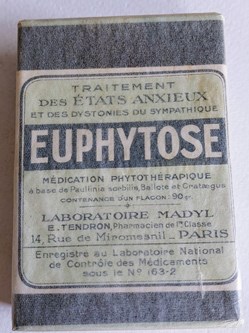 TRAITEMENT
DES ÉTATS ANXIEUX
ET DES DYSTONIES DU SYMPATHIQUE
EUPHYTOSE
MÉDICATION PHYTOTHÉRAPIQUE
à base de Paullinia sorbilis, Ballote et Crataegus
CONTENANCE D'UN FLACON: 90 gr
LABORATOIRE MADYL
E. TENDRON, Pharmacien de 1re Classe
14, Rue de Miromesnil _ PARIS
Enregistré au Laboratoire National
de Contrôle des Médicaments
sous le No 163-2